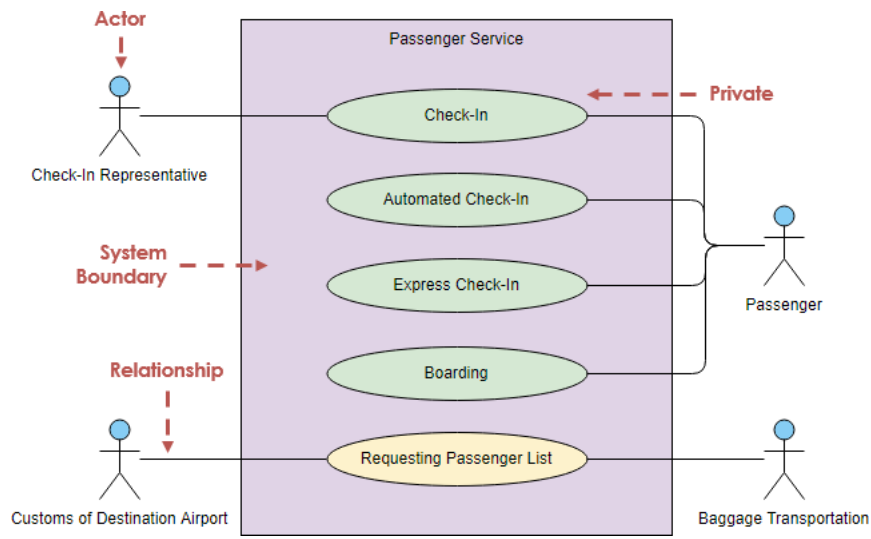 Actor
Passenger Service
Private
Check-In
Check-In Representative
Automated Check-In
System
Boundary
Express Check-In
Passenger
Relationship
Boarding
Requesting Passenger List
Customs of Destination Airport
Baggage Transportation